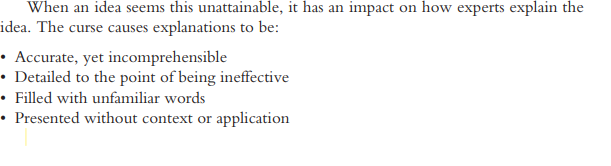 When an idea seems this unattainable, it has an impact on how experts explain the
idea. The curse causes explanations to be:
• Accurate, yet incomprehensible
• Detailed to the point of being ineffective
• Filled with unfamiliar words
• Presented without context or application